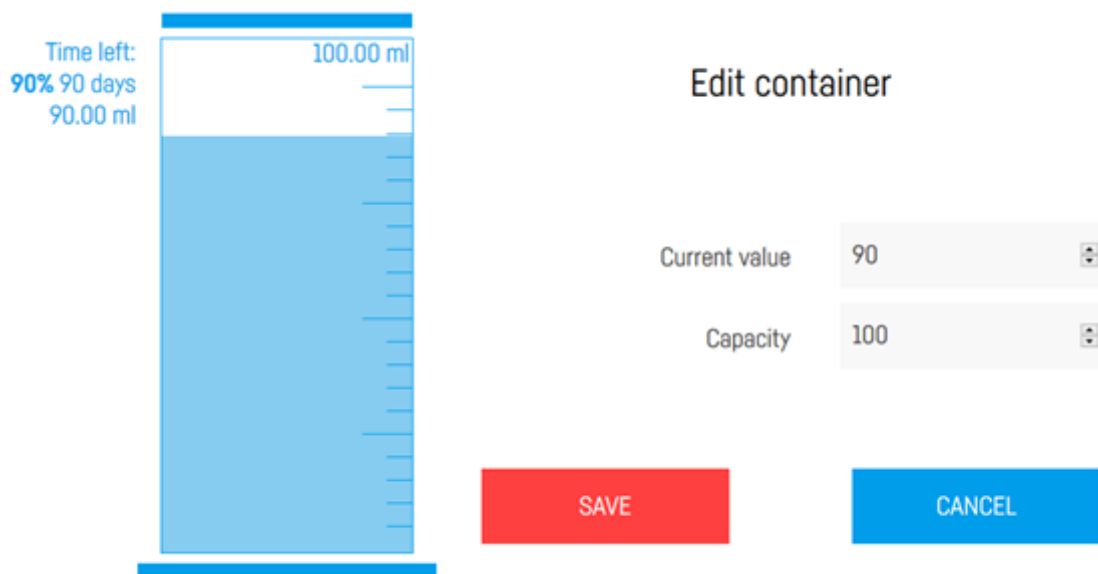 Time left:
90% 90 days
90.00 ml
100.00 ml
Edit container
Current value 90
Capacity 100
SAVE
CANCEL